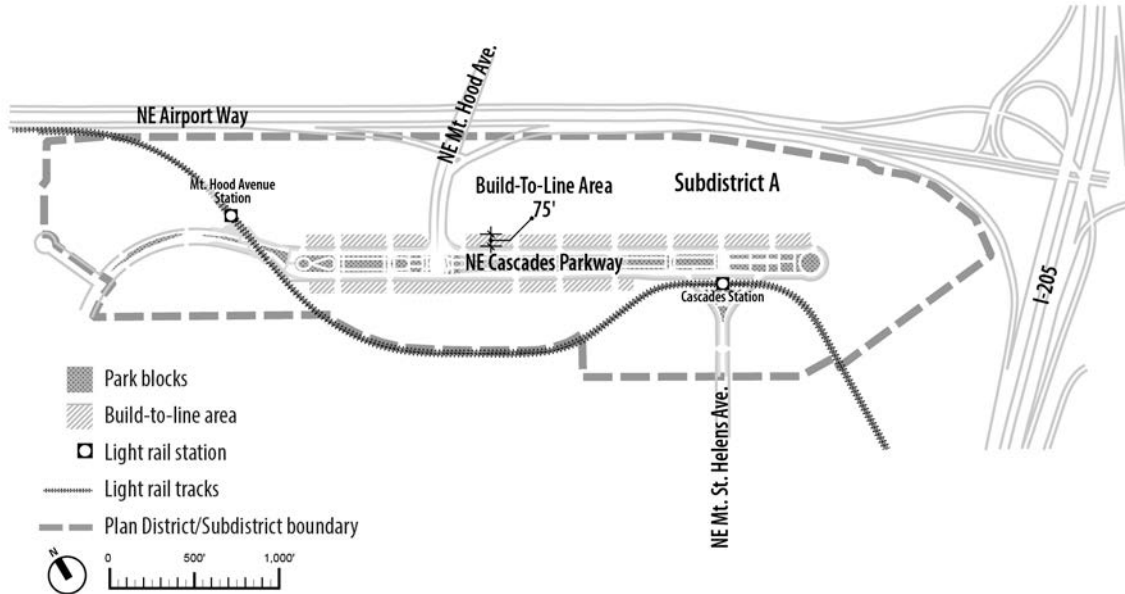 NE Mt. Hood Ave.
NE Airport Way
Mt. Hood Avenue
Station
Build-To-Line Area
75'
Subdistrict A
NE Cascades Parkway
Cascades Station
I-205
NE Mt. St. Helens Ave.
Park blocks
Build-to-line area
Light rail station
Light rail tracks
Plan District/Subdistrict boundary
N
0 500' 1,000'